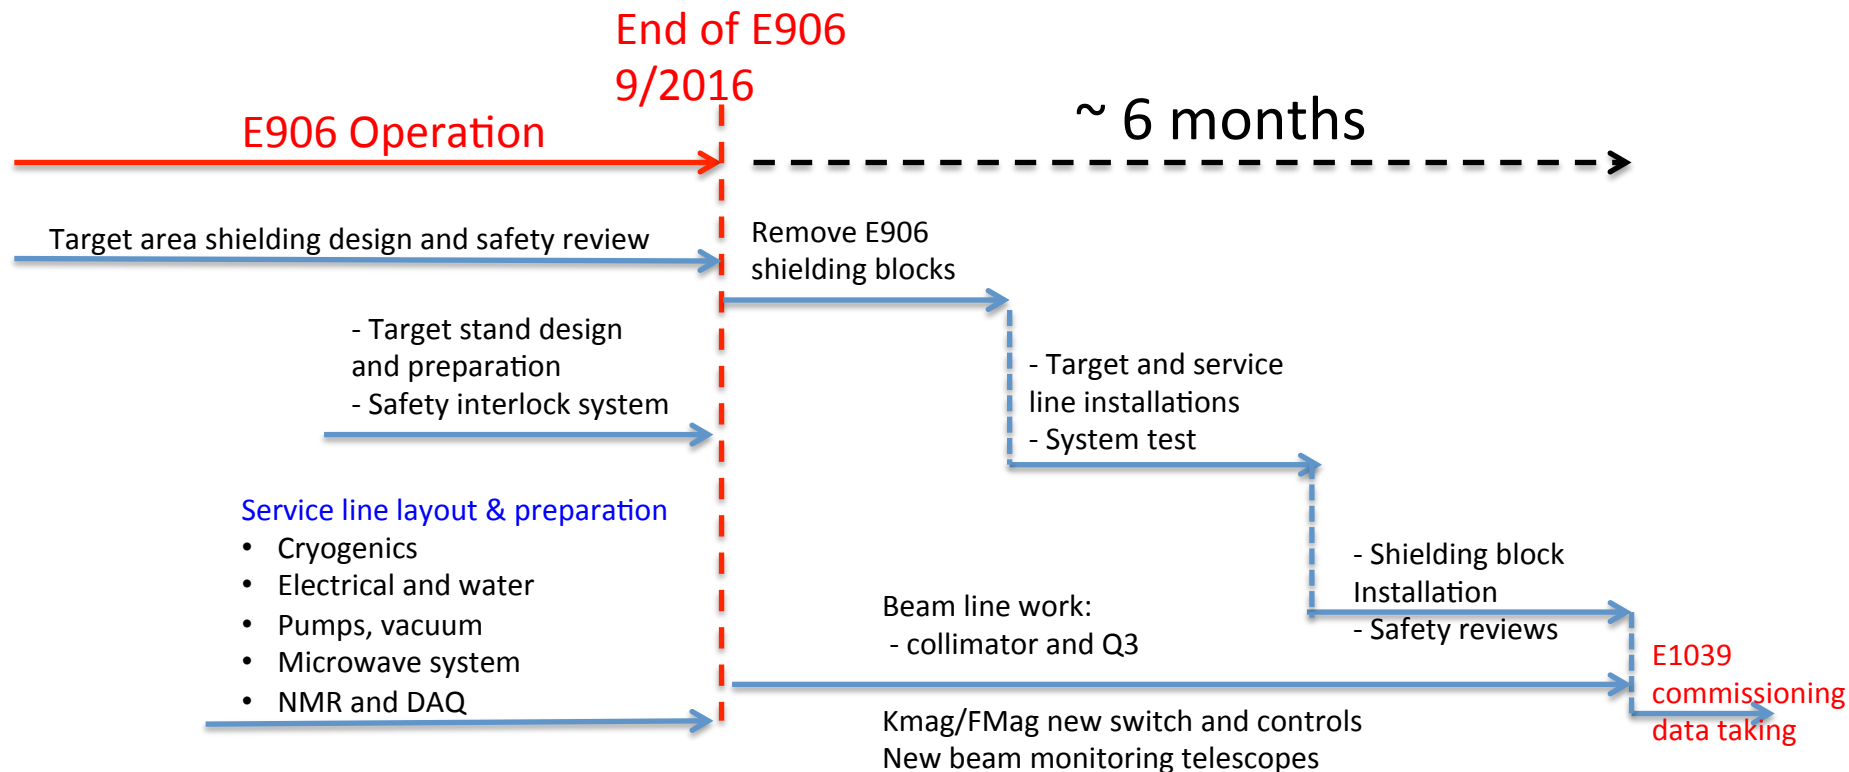 End of E906
9/2016
E906 Operation
~ 6 months
Target area shielding design and safety review
Remove E906
shielding blocks
- Target stand design
and preparation
- Safety interlock system
- Target and service
line installations
- System test
Service line layout & preparation
• Cryogenics
• Electrical and water
• Pumps, vacuum
• Microwave system
• NMR and DAQ
- Shielding block
Installation
- Safety reviews
Beam line work:
- collimator and Q3
Kmag/FMag new switch and controls
New beam monitoring telescopes
E1039
commissioning
data taking